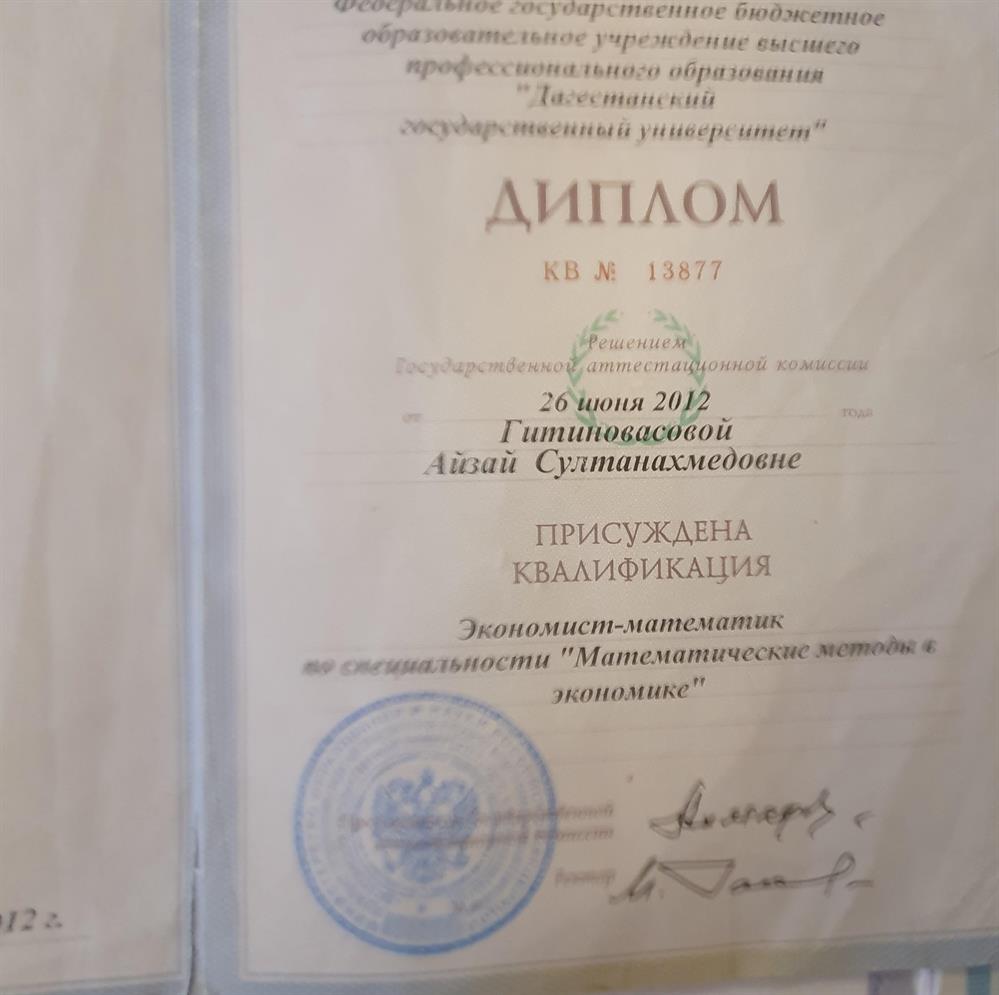 Федеральное государственное бюджетное
образовательное учреждение высшего
профессионального образования
"Дагестанский
государственный университет"
ДИПЛОМ
КВ № 13877
Решением
Государственной аттестационной комиссии
от 26 июня 2012 года
Гитиновасовой
Айзай Султанахмедовне
ПРИСУЖДЕНА
КВАЛИФИКАЦИЯ
Экономист-математик
по специальности "Математические методы в
экономике"
Ректор
012 г.